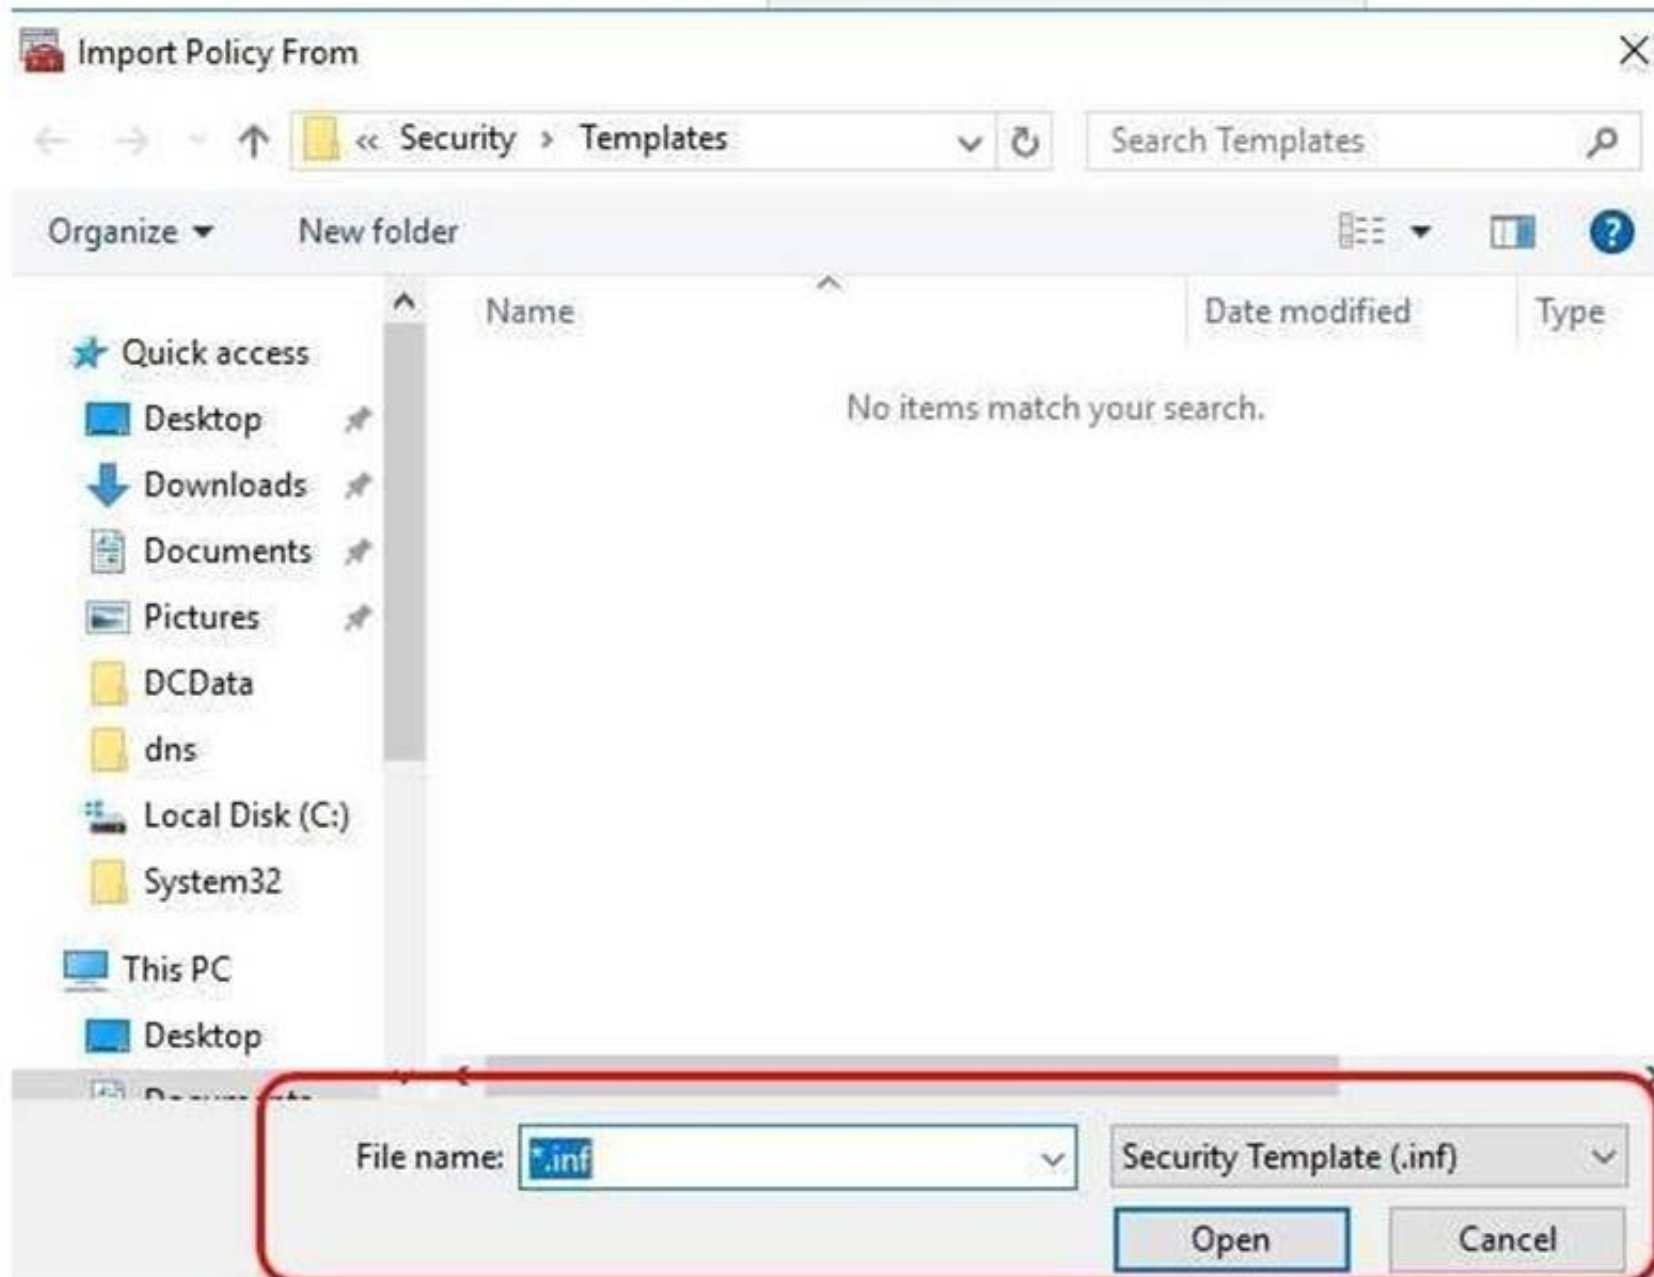 Import Policy From
« Security > Templates
Search Templates
Organize
New folder
Name
Date modified
Type
Quick access
No items match your search.
Desktop
Downloads
Documents
Pictures
DCData
dns
Local Disk (C:)
System32
This PC
Desktop
Documents
File name: *.inf
Security Template (.inf)
Open
Cancel